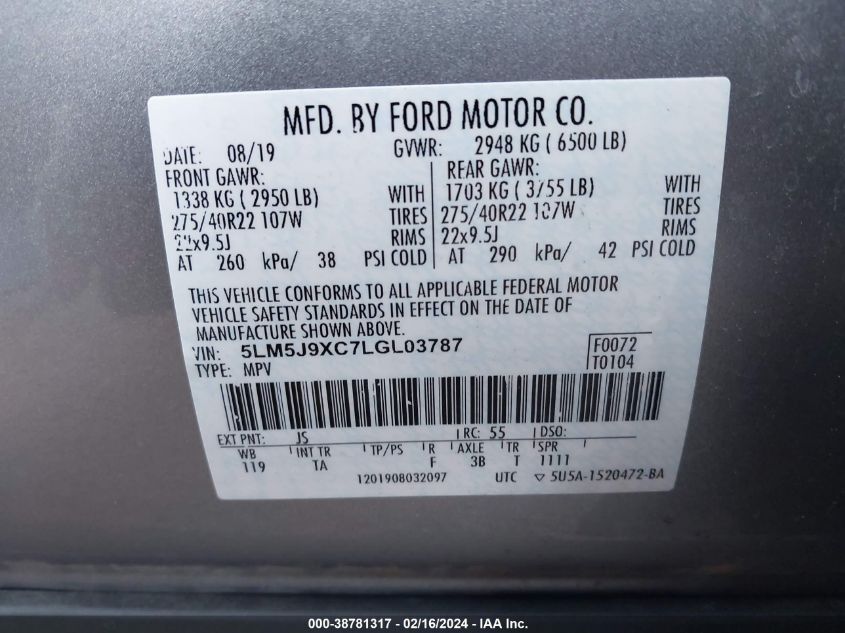 MFD. BY FORD MOTOR CO.
DATE: 08/19 GVWR: 2948 KG ( 6500 LB)
FRONT GAWR: REAR GAWR:
1338 KG ( 2950 LB) WITH 1703 KG ( 3755 LB) WITH
275/40R22 107W TIRES 275/40R22 107W TIRES
22x9.5J RIMS 22x9.5J RIMS
AT 260 kPa/ 38 PSI COLD AT 290 kPa/ 42 PSI COLD
THIS VEHICLE CONFORMS TO ALL APPLICABLE FEDERAL MOTOR
VEHICLE SAFETY STANDARDS IN EFFECT ON THE DATE OF
MANUFACTURE SHOWN ABOVE.
VIN: 5LM5J9XC7LGL03787 F0072
TYPE: MPV T0104
EXT PNT: JS RC: 55 DSO:
WB INT TR TP/PS R AXLE TR SPR
119 TA F 3B T 1111
1201908032097 UTC ▽ 5U5A-1520472-BA
000-38781317 - 02/16/2024 - IAA Inc.